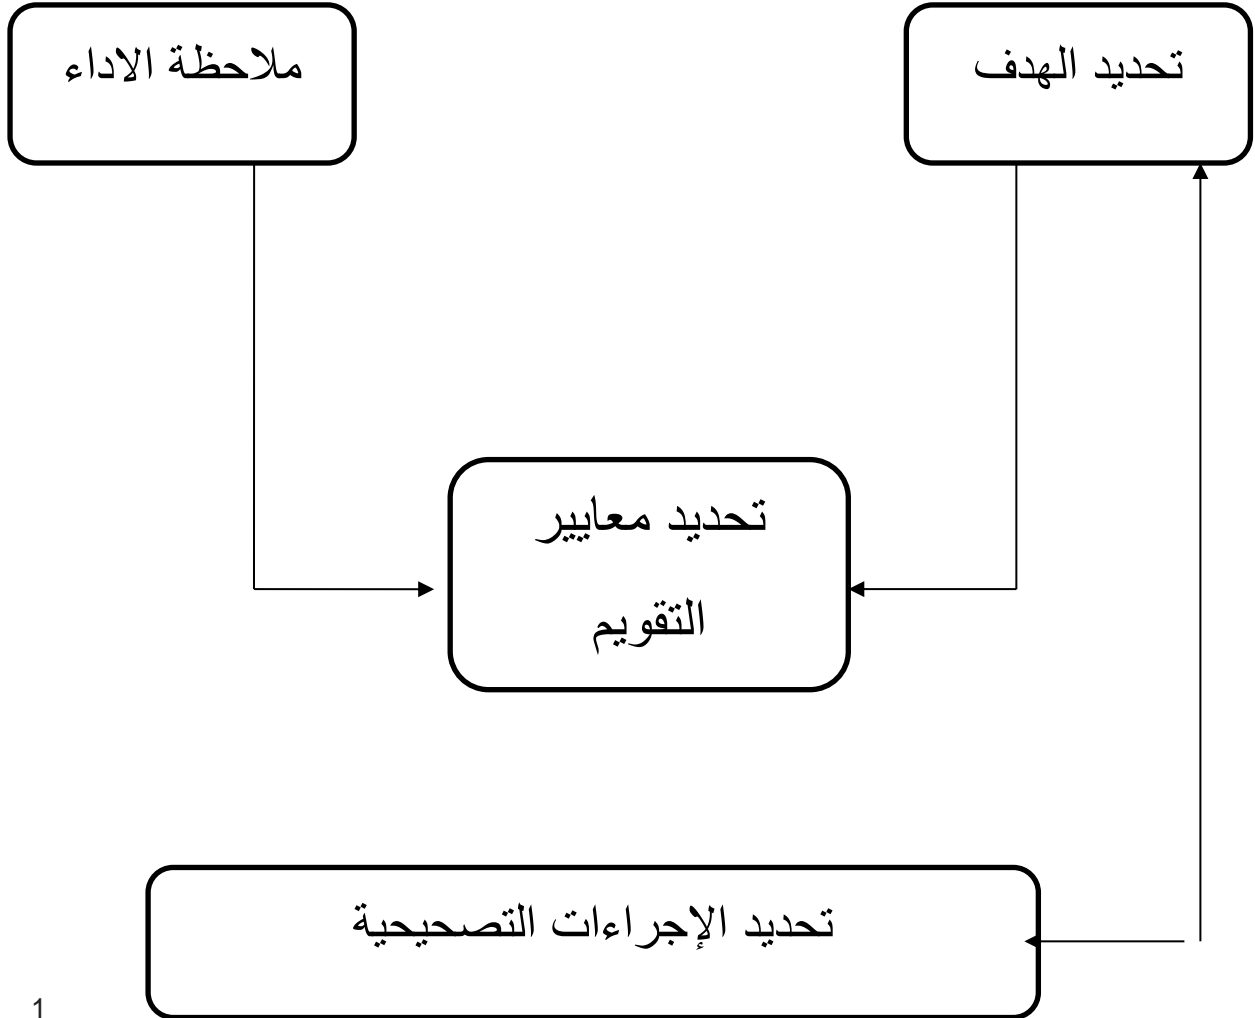 تحديد الهدف
ملاحظة الاداء
تحديد معايير
التقويم
تحديد الإجراءات التصحيحية
1